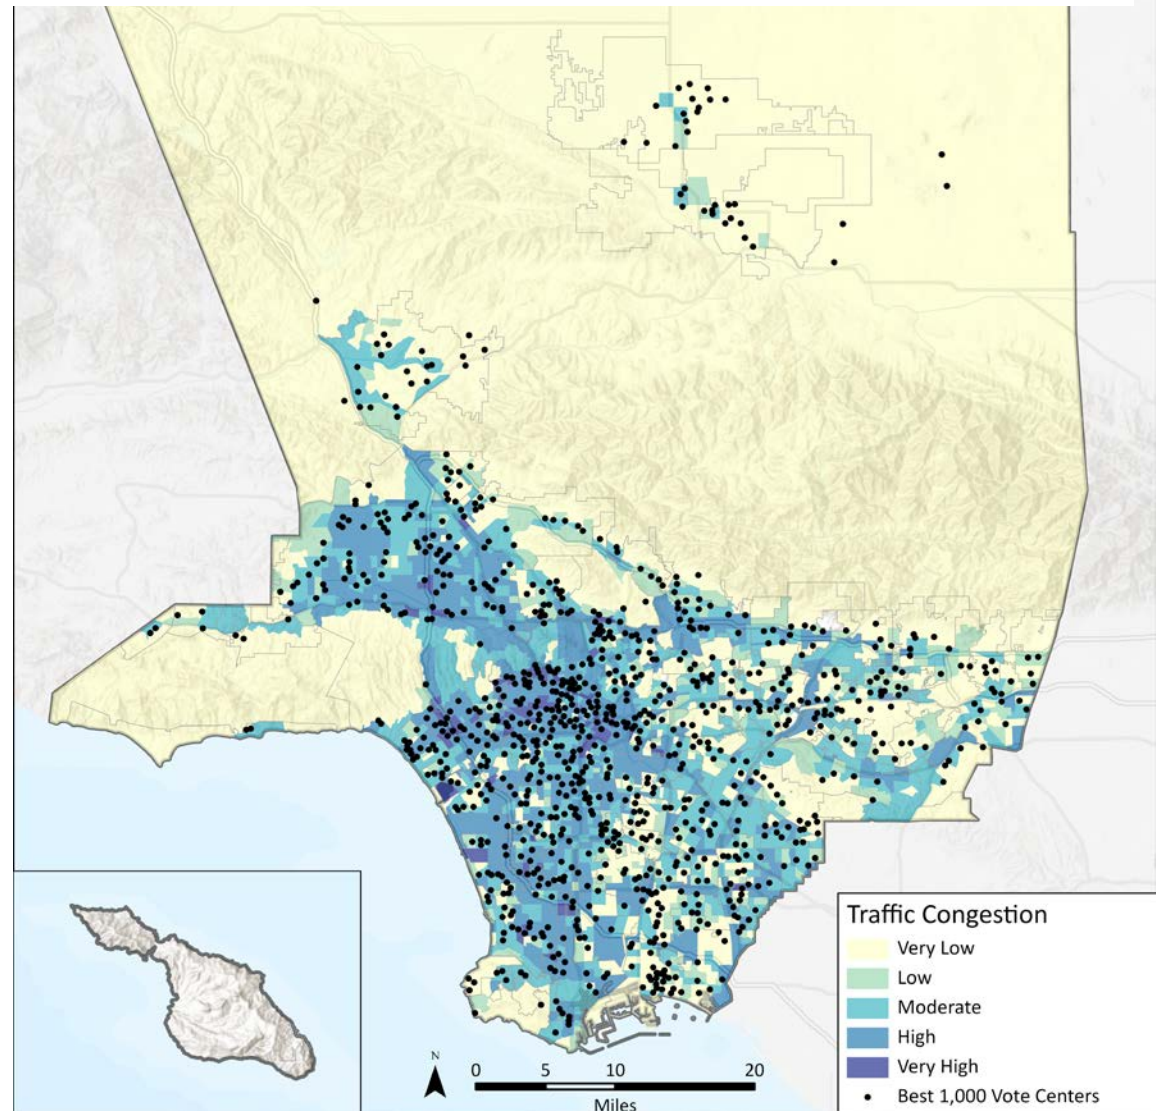 Traffic Congestion
Very Low
Low
Moderate
High
Very High
Best 1,000 Vote Centers
N
0 5 10 20
Miles